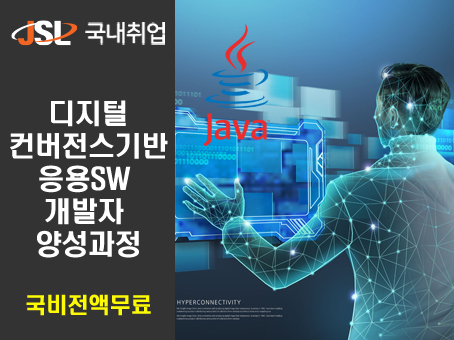 JSL 국내취업
디지털
컨버전스기반
응용SW
개발자
양성과정
국비전액무료
Java
HYPERCONNECTIVITY